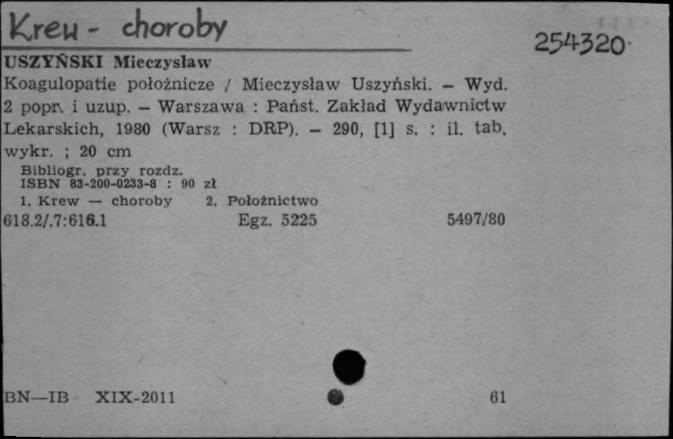 Krew - choroby
254320
USZYŃSKI Mieczysław
Koagulopatie położnicze / Mieczysław Uszyński. — Wyd.
2 popr. i uzup. — Warszawa : Państ. Zakład Wydawnictw
Lekarskich, 1980 (Warsz : DRP). — 290, [1] s. : il. tab.
wykr. ; 20 cm
Bibliogr. przy rozdz.
ISBN 83-200-0233-8 : 90 zł
1. Krew — choroby 2. Położnictwo
618.2/.7:616.1 Egz. 5225 5497/80
BN—IB XIX-2011 61